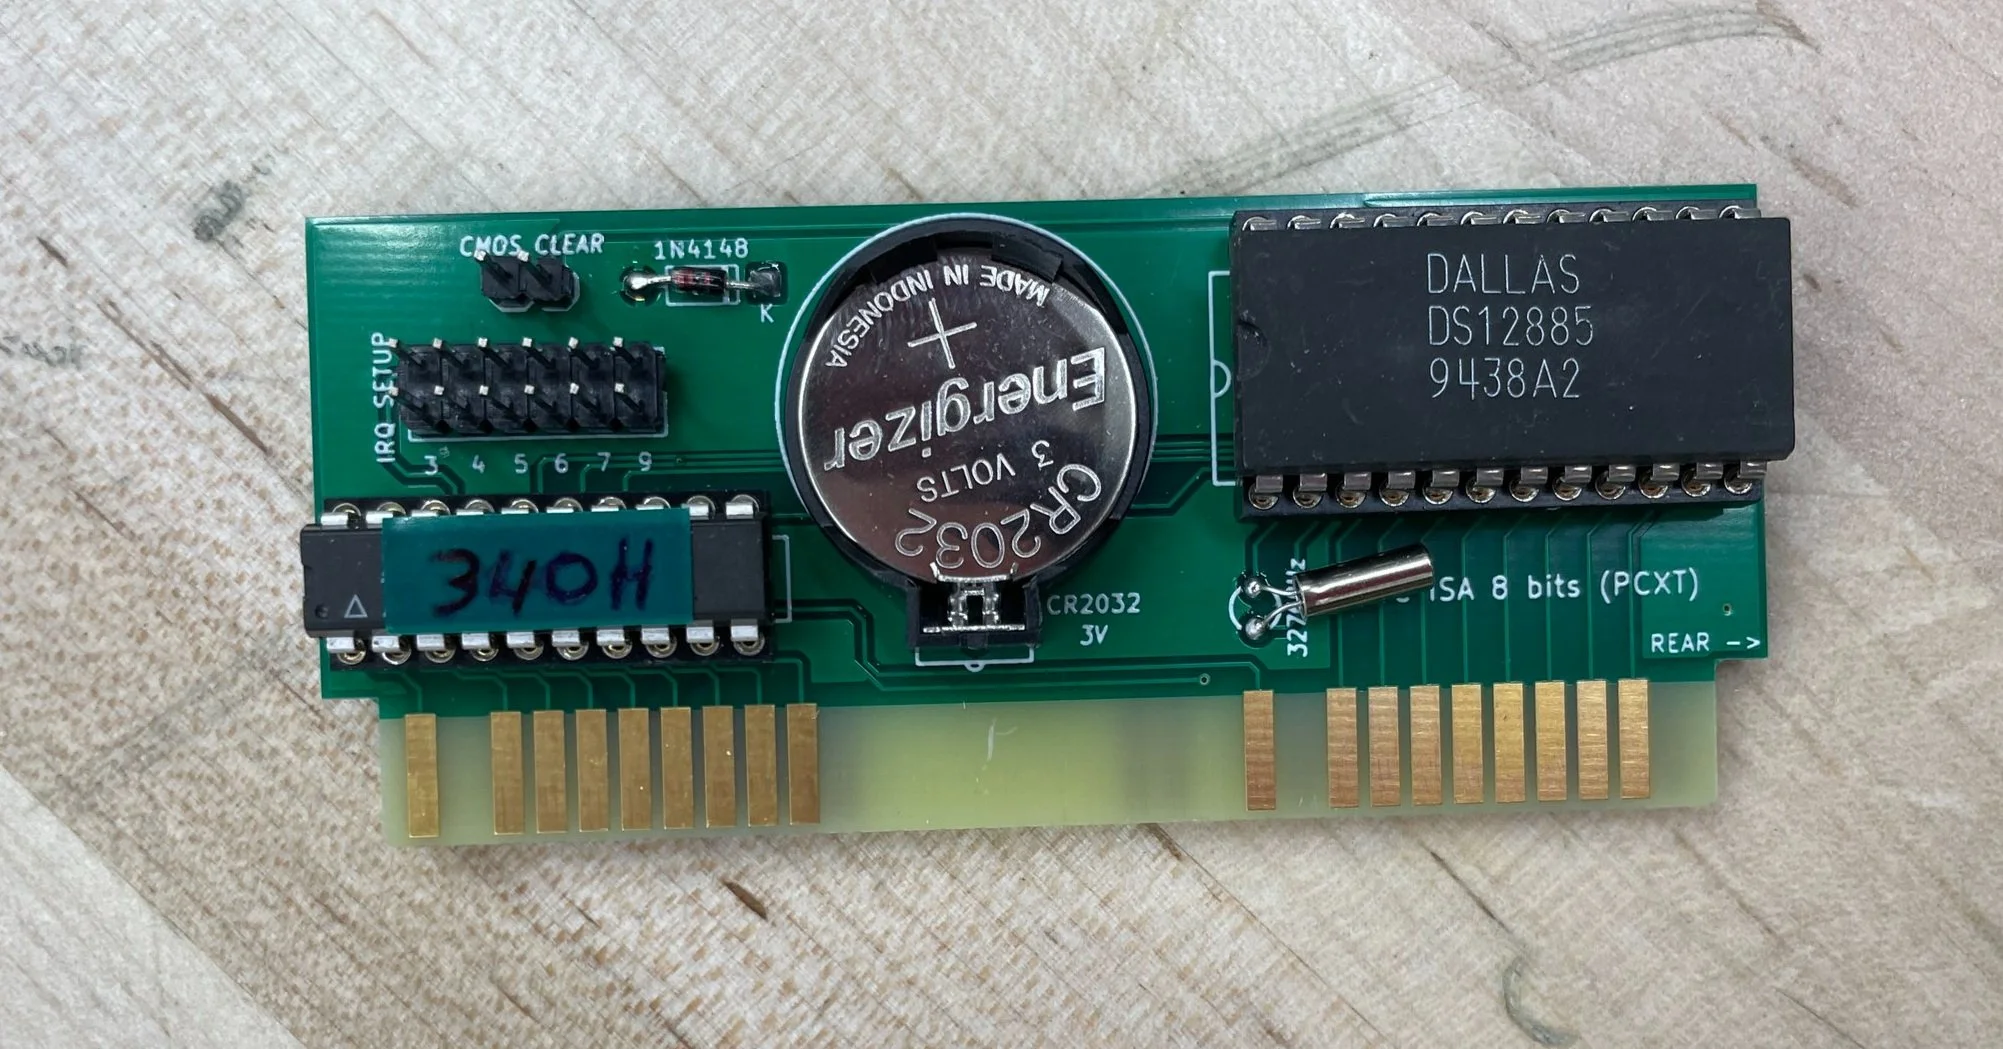 CMOS CLEAR
1N4148
K
IRQ SETUP
3 4 5 6 7 9
340H
MADE IN INDONESIA
+
Energizer
3 VOLTS
CR2032
CR2032
3V
DALLAS
DS12885
9438A2
ISA 8 bits (PCXT)
REAR ->